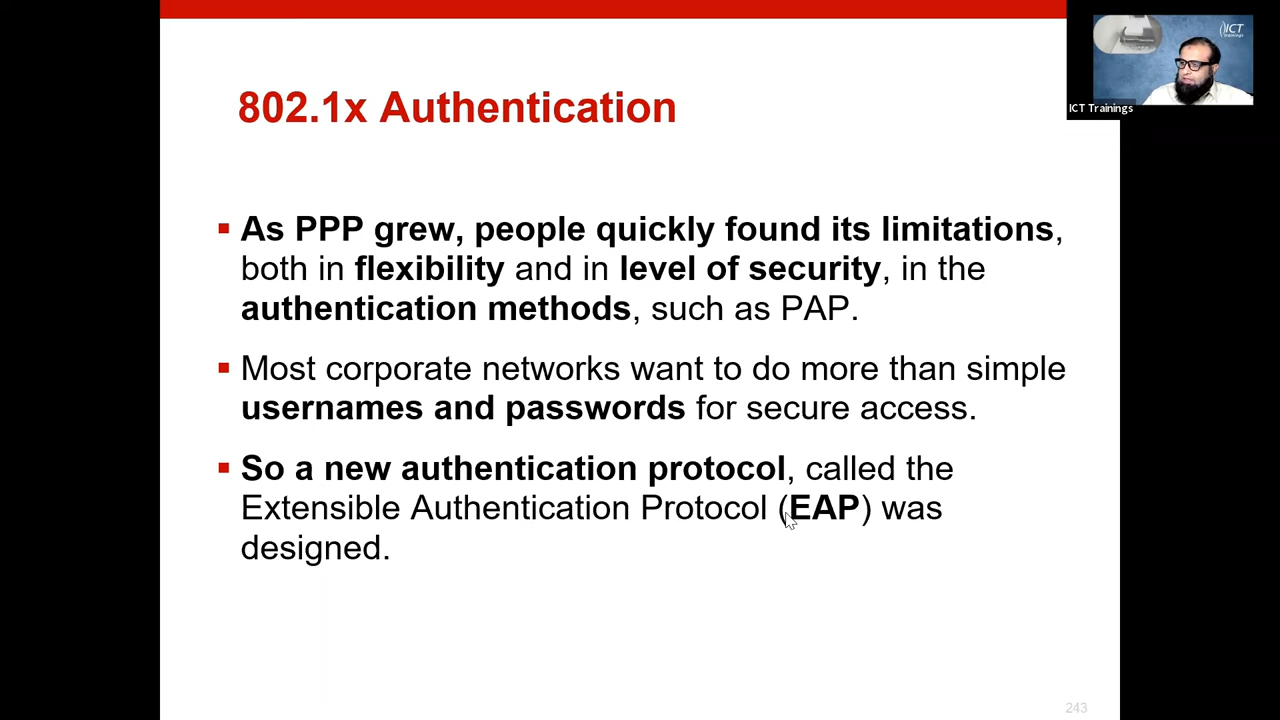 802.1x Authentication
ICT
Trainings
ICT Trainings
▪ As PPP grew, people quickly found its limitations,
both in flexibility and in level of security, in the
authentication methods, such as PAP.
▪ Most corporate networks want to do more than simple
usernames and passwords for secure access.
▪ So a new authentication protocol, called the
Extensible Authentication Protocol (EAP) was
designed.
243